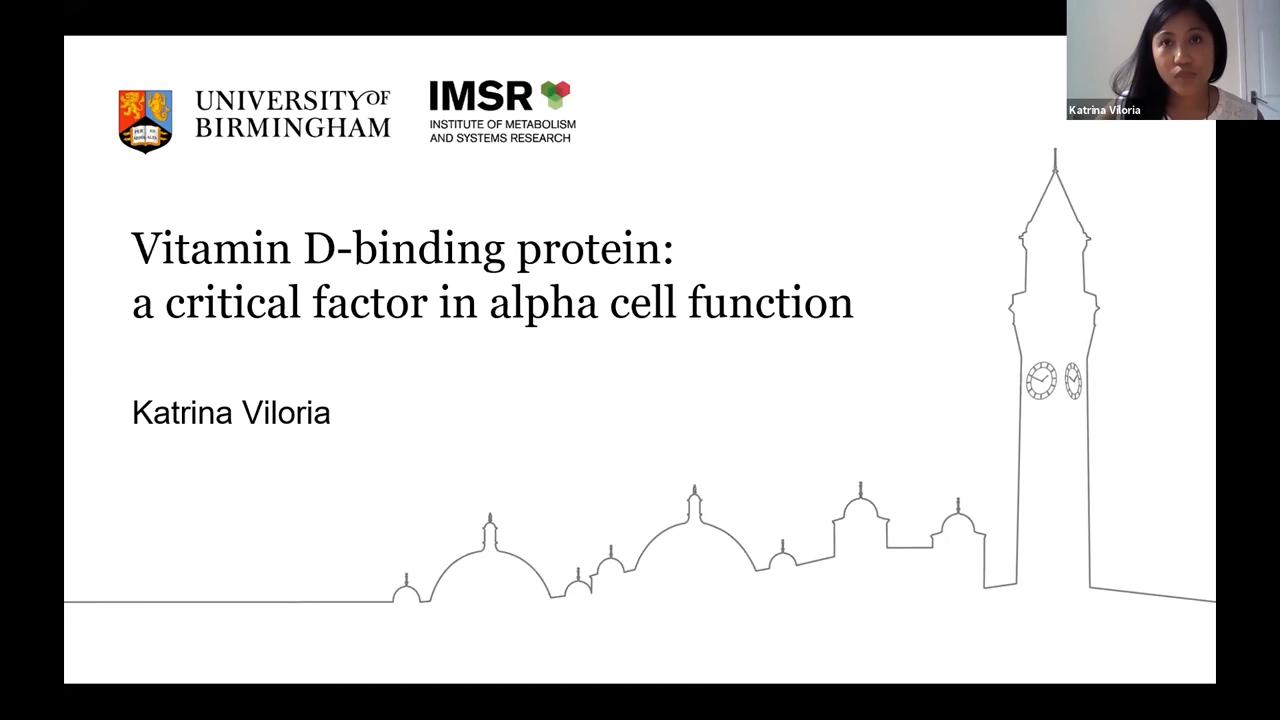 UNIVERSITY OF
BIRMINGHAM
IMSR
INSTITUTE OF METABOLISM
AND SYSTEMS RESEARCH
Katrina Viloria
Vitamin D-binding protein:
a critical factor in alpha cell function
Katrina Viloria